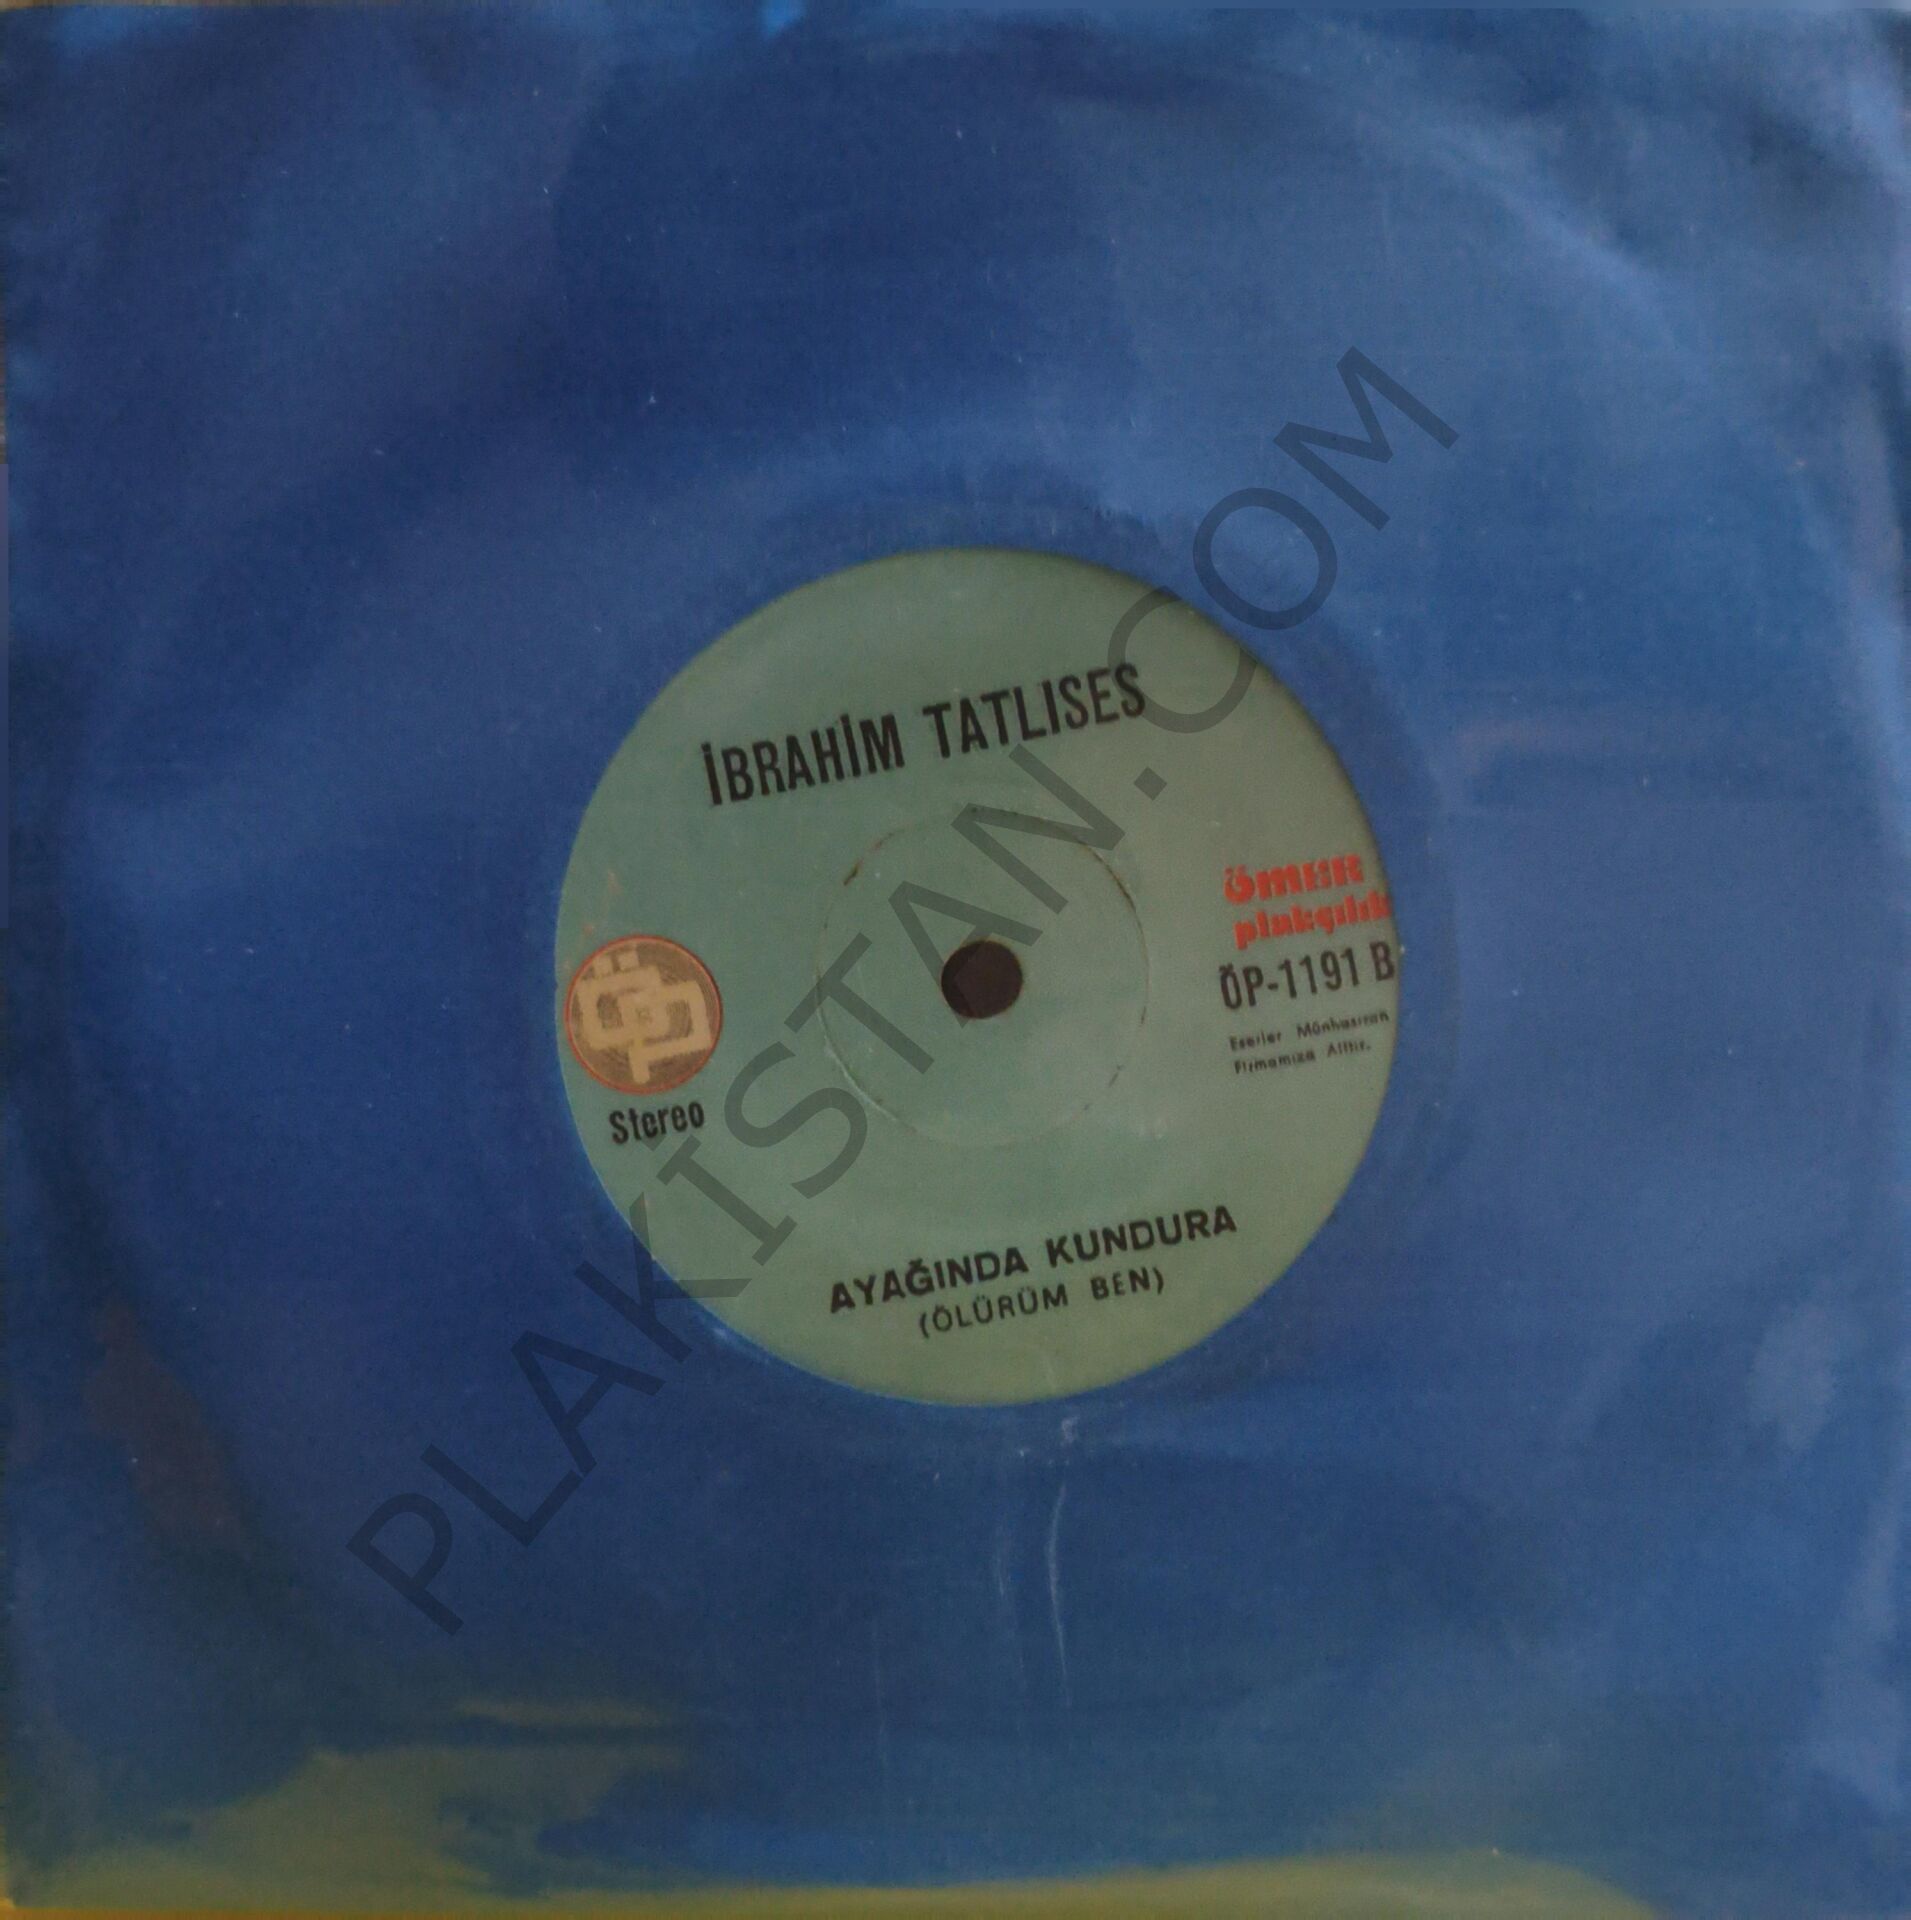 İBRAHİM TATLISES
ÖMER
plakçılık
ÖP-1191 B
Eserler Münhasıran
Firmamıza Aittir.
Stereo
AYAĞINDA KUNDURA
(ÖLÜRÜM BEN)
PLAKİSTAN.COM